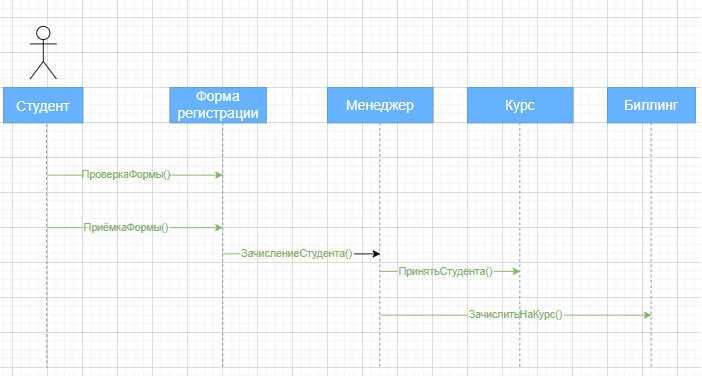 Студент
Форма
регистрации
Менеджер
Курс
Биллинг
ПроверкаФормы()
ПриёмкаФормы()
ЗачислениеСтудента()
ПринятьСтудента()
ЗачислитьНаКурс()